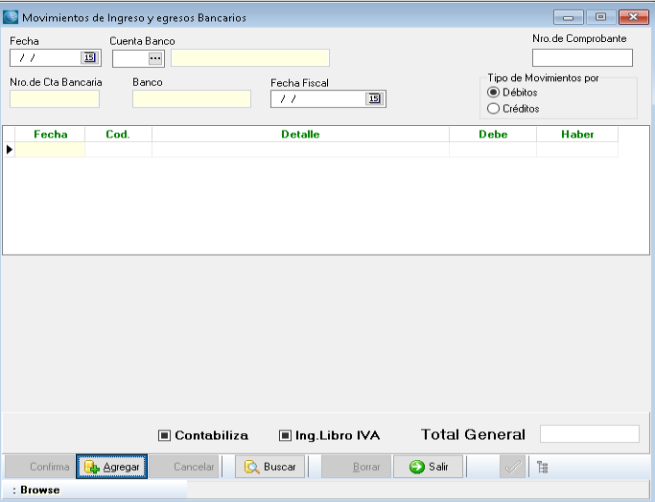 Movimientos de Ingreso y egresos Bancarios
Fecha Cuenta Banco Nro.de Comprobante
/ / 15 ...
Nro.de Cta Bancaria Banco Fecha Fiscal Tipo de Movimientos por
/ / 15 Débitos
Créditos
Fecha Cod. Detalle Debe Haber
Contabiliza Ing.Libro IVA Total General
Confirma Agregar Cancelar Buscar Borrar Salir
: Browse